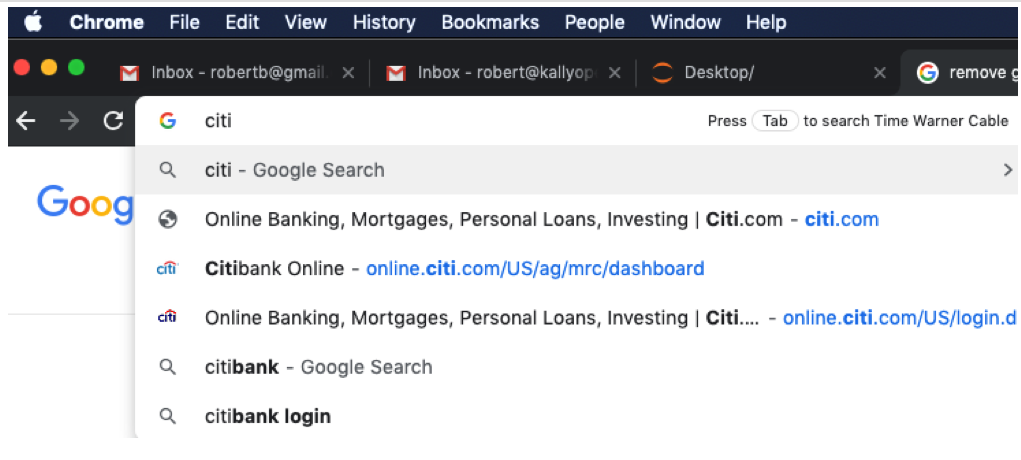 Chrome File Edit View History Bookmarks People Window Help
Inbox - robertb@gmail. Inbox - robert@kallyop Desktop/ remove g
citi Press Tab to search Time Warner Cable
citi - Google Search
Goog
Online Banking, Mortgages, Personal Loans, Investing | Citi.com - citi.com
citi Citibank Online - online.citi.com/US/ag/mrc/dashboard
citi Online Banking, Mortgages, Personal Loans, Investing | Citi.... - online.citi.com/US/login.d
citibank - Google Search
citibank login